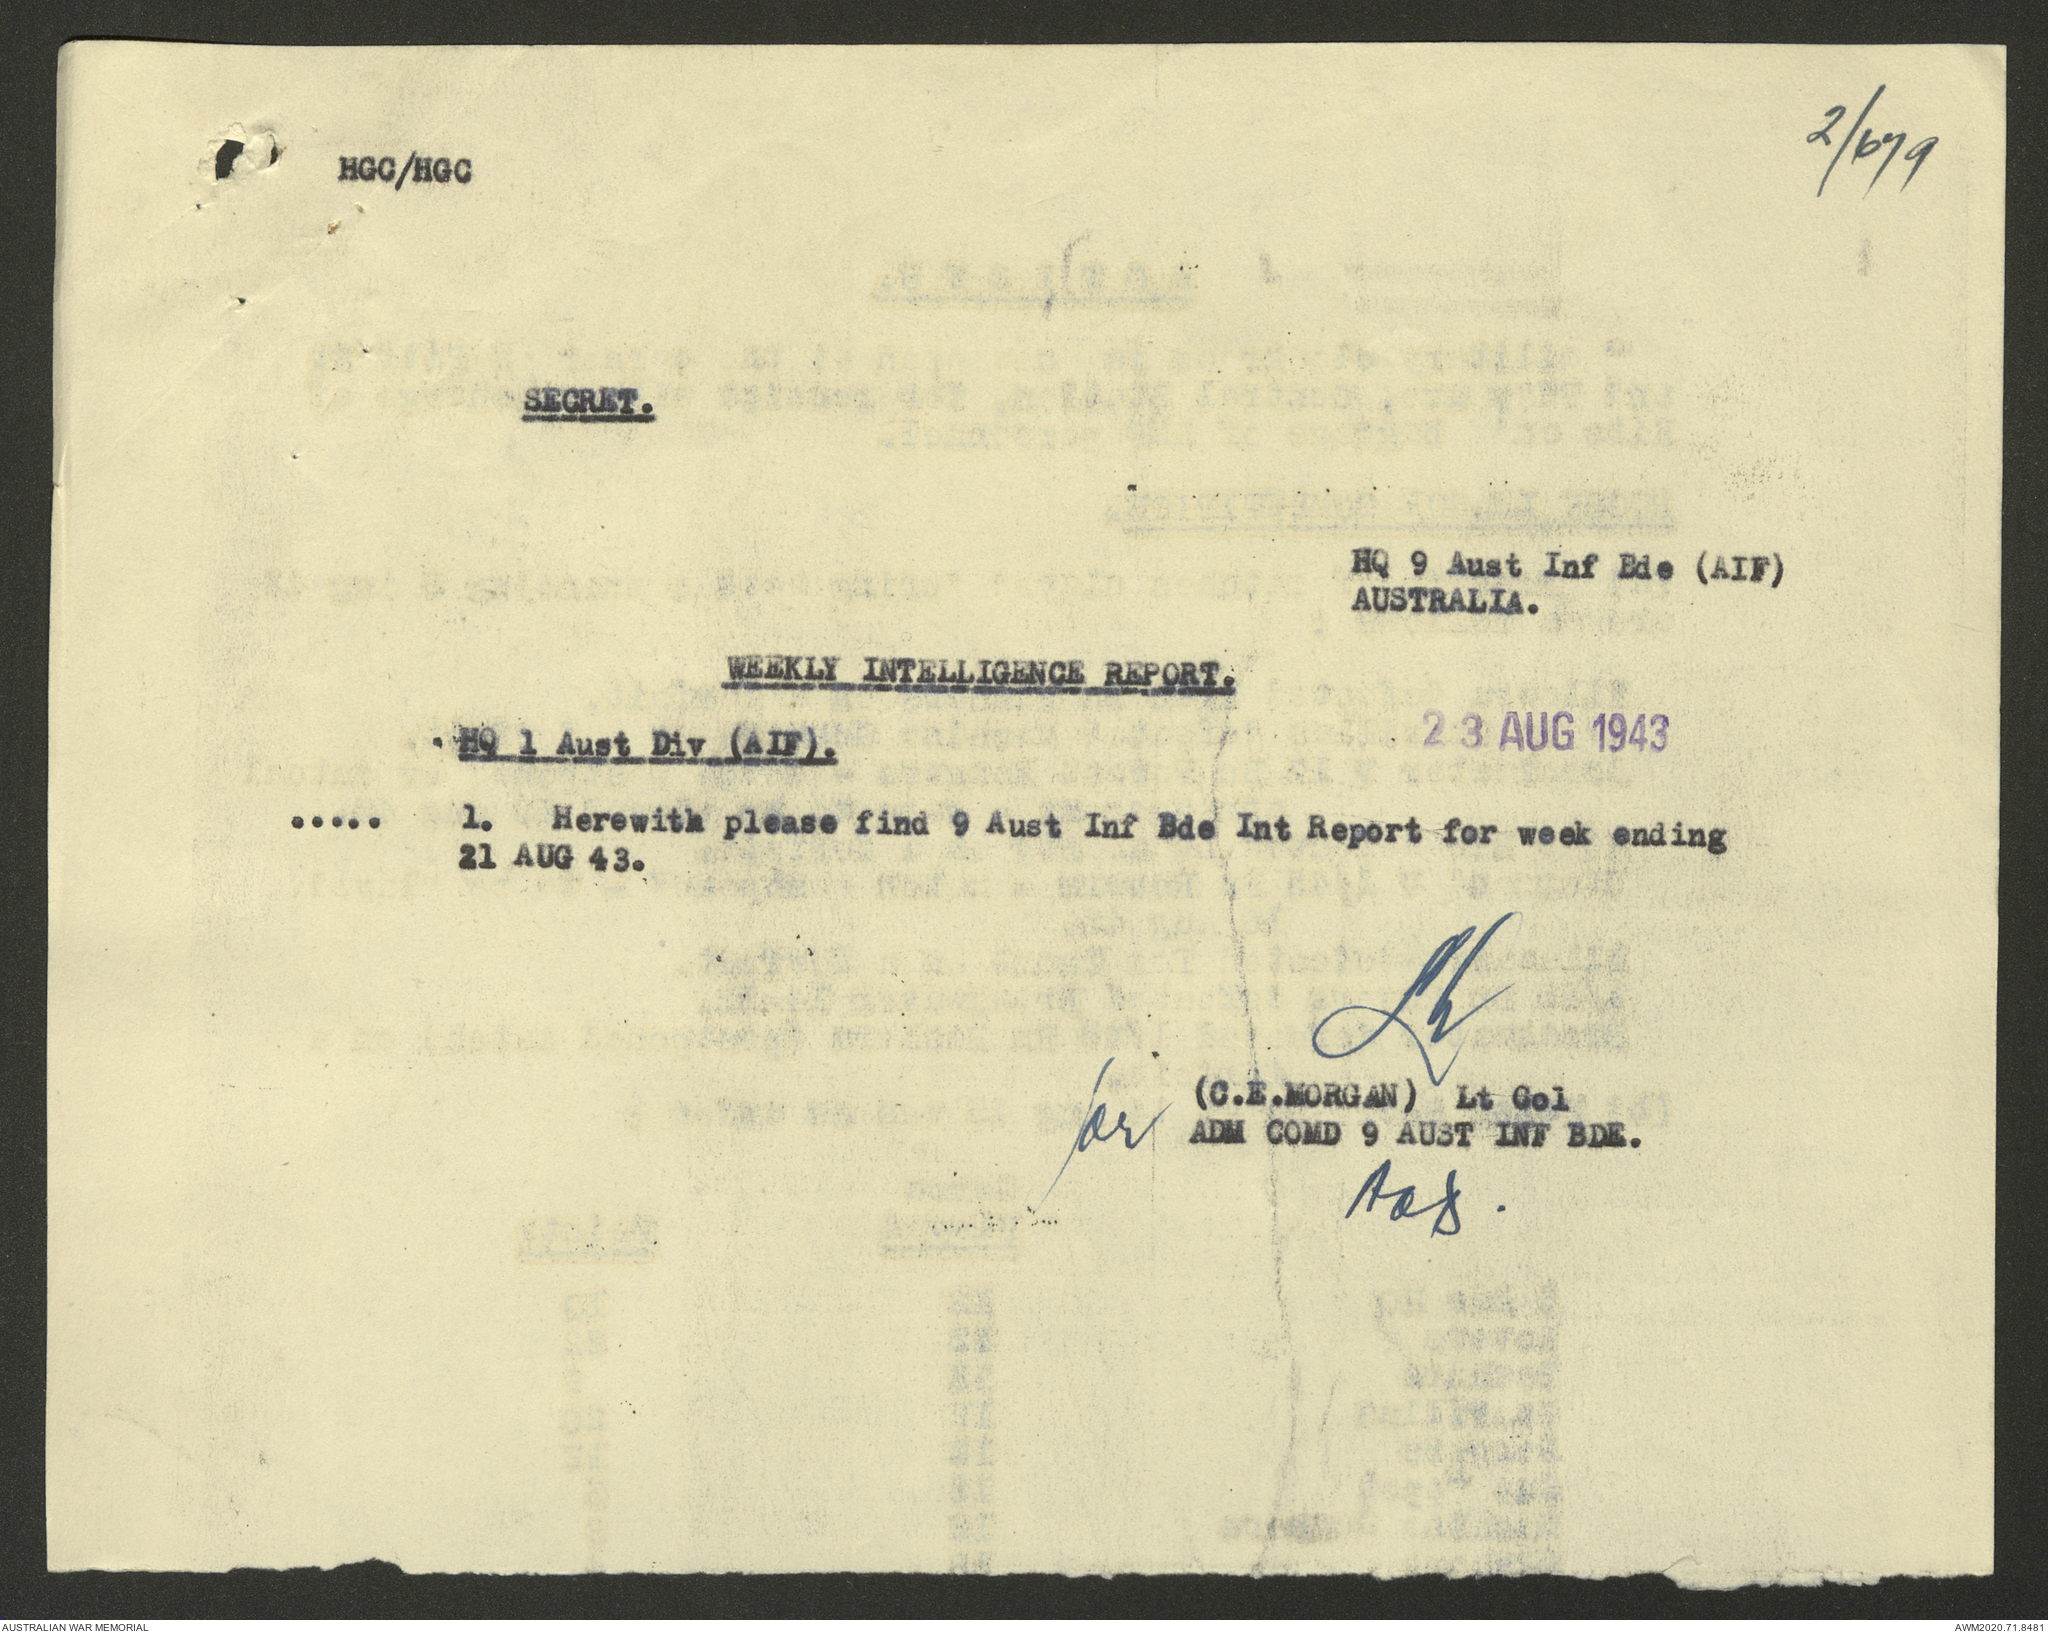 2/679
HGC/HGC
SECRET.
HQ 9 Aust Inf Bde (AIF)
AUSTRALIA.
WEEKLY INTELLIGENCE REPORT.
HQ 1 Aust Div (AIF).
23 AUG 1943
..... 1. Herewith please find 9 Aust Inf Bde Int Report for week ending
21 AUG 43.
for (C.E.MORGAN) Lt Col
ADM COMD 9 AUST INF BDE.
AUSTRALIAN WAR MEMORIAL
AWM2020.71.8481